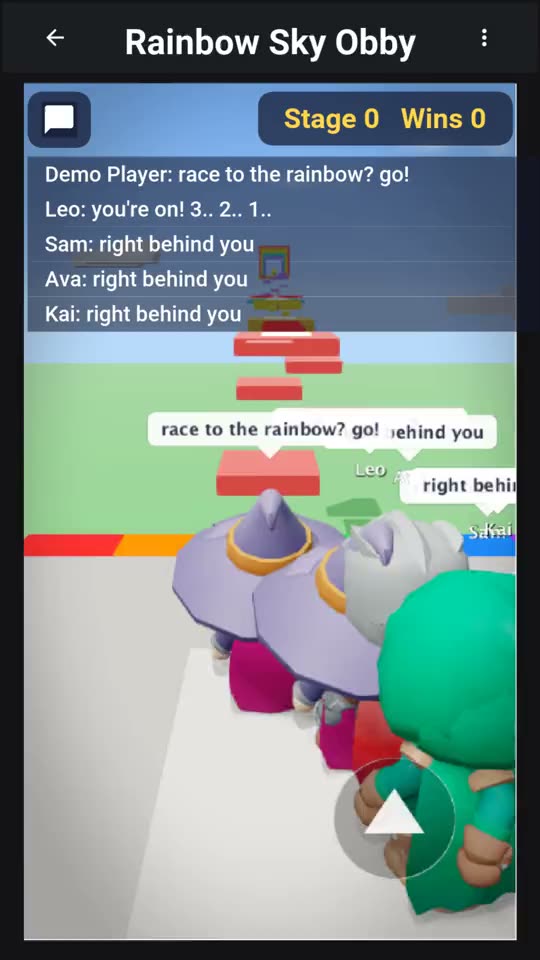 Rainbow Sky Obby
Stage 0 Wins 0
Demo Player: race to the rainbow? go!
Leo: you're on! 3.. 2.. 1..
Sam: right behind you
Ava: right behind you
Kai: right behind you
race to the rainbow? go!
behind you
Leo
right
Sam
Kai